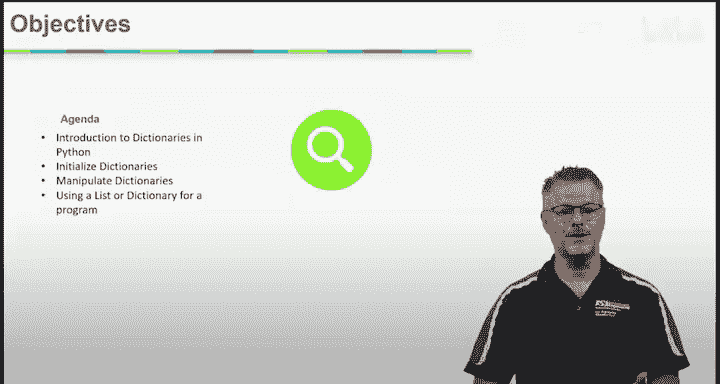 Objectives
Agenda
• Introduction to Dictionaries in
Python
• Initialize Dictionaries
• Manipulate Dictionaries
• Using a List or Dictionary for a
program